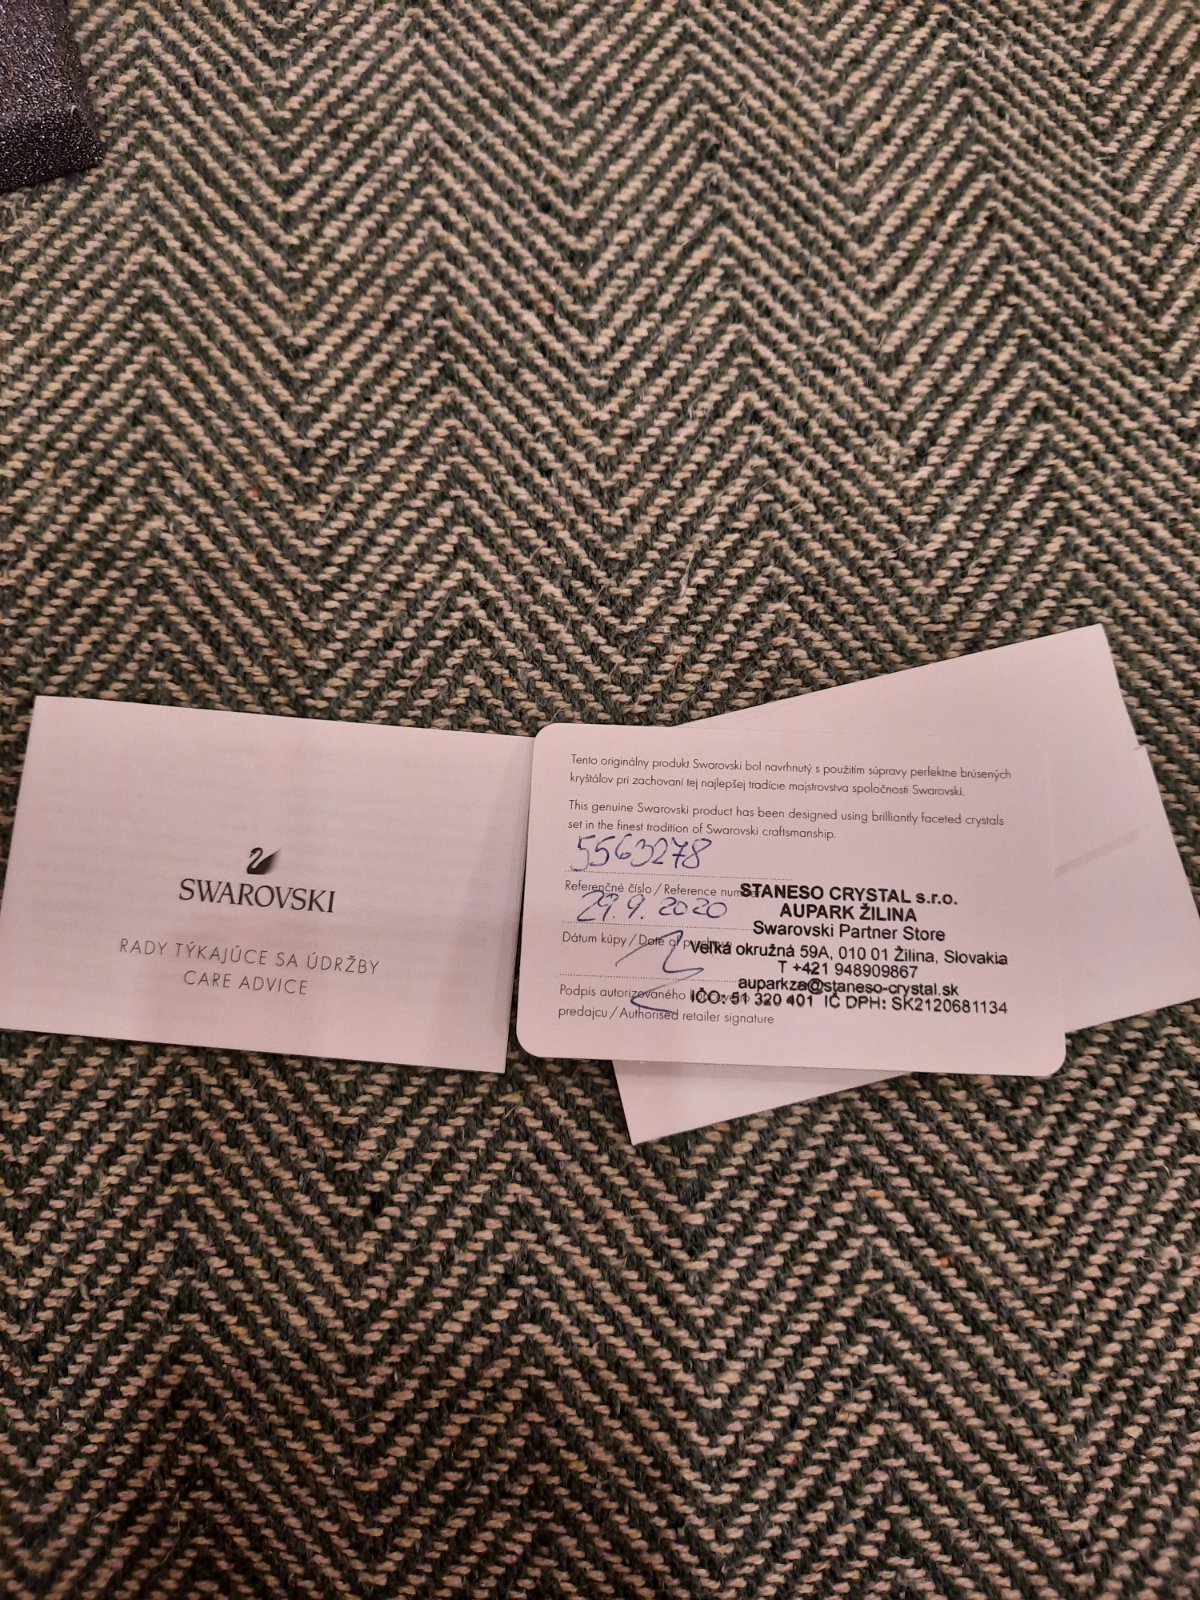 SWAROVSKI
RADY TÝKAJÚCE SA ÚDRŽBY
CARE ADVICE
Tento originálny produkt Swarovski bol navrhnutý s použitím súpravy perfektne brúsených
kryštálov pri zachovaní tej najlepšej tradície majstrovstva spoločnosti Swarovski.
This genuine Swarovski product has been designed using brilliantly faceted crystals
set in the finest tradition of Swarovski craftsmanship.
5563278
Referenčné číslo / Reference number
29.9.2020
Dátum kúpy / Date of purchase
Podpis autorizovaného
predajcu / Authorised retailer signature
STANESO CRYSTAL s.r.o.
AUPARK ŽILINA
Swarovski Partner Store
Veľká okružná 59A, 010 01 Žilina, Slovakia
T +421 948909867
auparkza@staneso-crystal.sk
IČO: 51 320 401 IČ DPH: SK2120681134